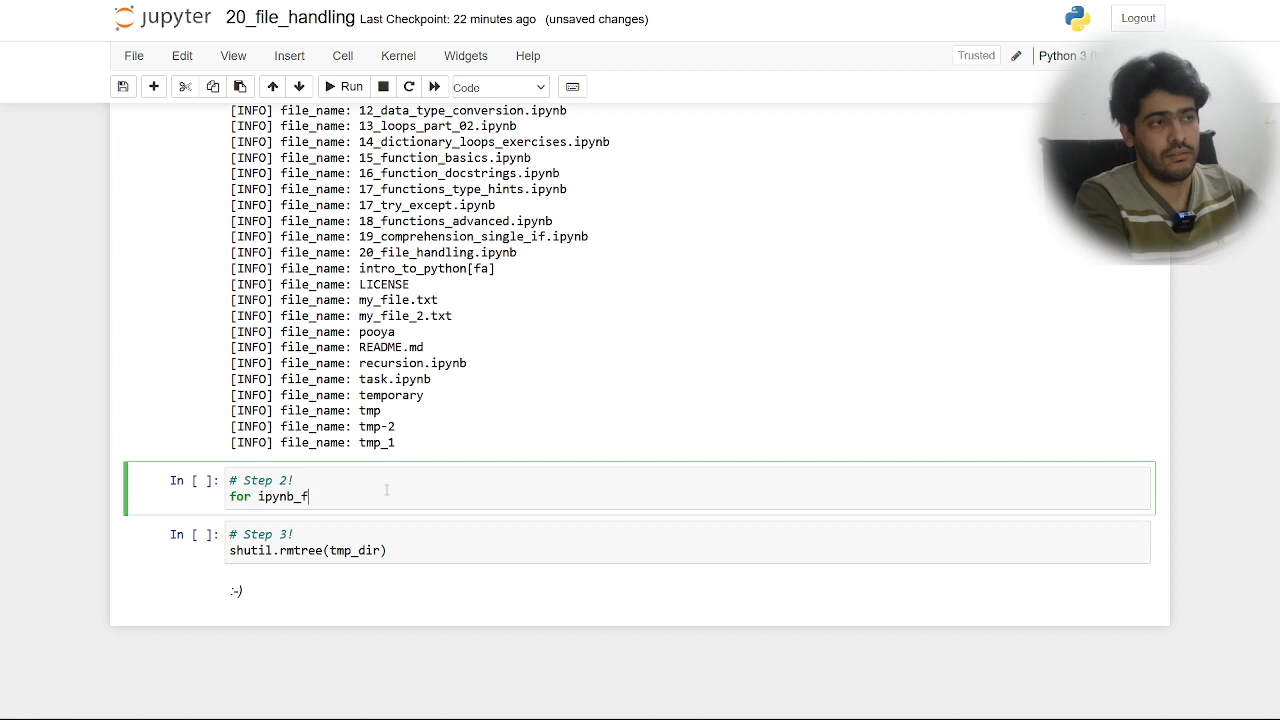 jupyter 20_file_handling Last Checkpoint: 22 minutes ago (unsaved changes) Logout
File Edit View Insert Cell Kernel Widgets Help Trusted Python 3
Run Code
[INFO] file_name: 12_data_type_conversion.ipynb
[INFO] file_name: 13_loops_part_02.ipynb
[INFO] file_name: 14_dictionary_loops_exercises.ipynb
[INFO] file_name: 15_function_basics.ipynb
[INFO] file_name: 16_function_docstrings.ipynb
[INFO] file_name: 17_functions_type_hints.ipynb
[INFO] file_name: 17_try_except.ipynb
[INFO] file_name: 18_functions_advanced.ipynb
[INFO] file_name: 19_comprehension_single_if.ipynb
[INFO] file_name: 20_file_handling.ipynb
[INFO] file_name: intro_to_python[fa]
[INFO] file_name: LICENSE
[INFO] file_name: my_file.txt
[INFO] file_name: my_file_2.txt
[INFO] file_name: pooya
[INFO] file_name: README.md
[INFO] file_name: recursion.ipynb
[INFO] file_name: task.ipynb
[INFO] file_name: temporary
[INFO] file_name: tmp
[INFO] file_name: tmp-2
[INFO] file_name: tmp_1
In [ ]: # Step 2!
for ipynb_f
In [ ]: # Step 3!
shutil.rmtree(tmp_dir)
:-)